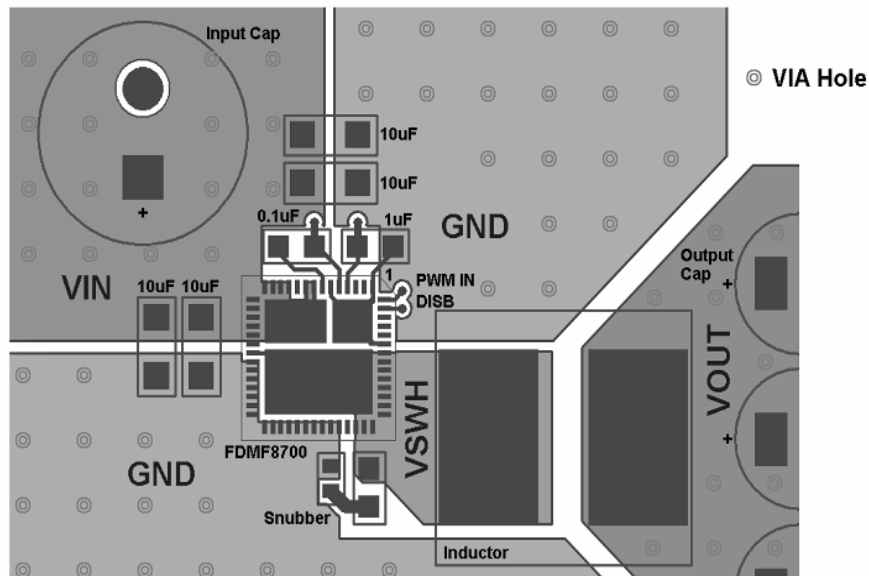 Input Cap
VIA Hole
10uF
10uF
0.1uF
1uF
GND
Output
Cap
+
VIN
10uF 10uF
1
PWM IN
DISB
+
VOUT
VSWH
+
FDMF8700
GND
Snubber
Inductor